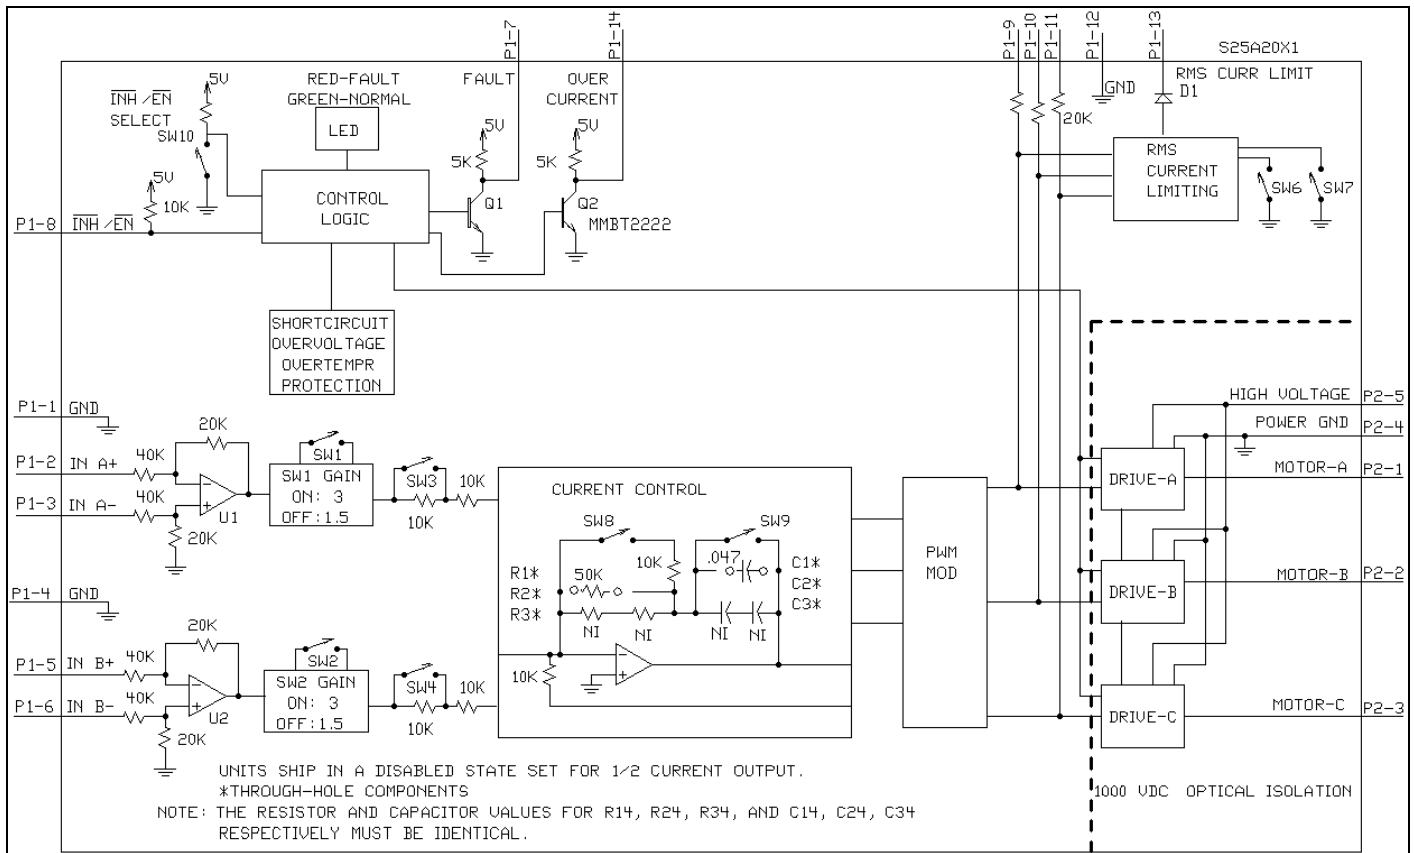 P1-7
P1-14
P1-9
P1-10
P1-11
P1-12
P1-13
S25A20X1
5V
INH/EN
SELECT
SW10
RED-FAULT
GREEN-NORMAL
LED
FAULT
OVER
CURRENT
5V
5V
5K
5K
GND
20K
RMS CURR LIMIT
D1
RMS
CURRENT
LIMITING
SW6
SW7
5V
10K
P1-8
INH/EN
CONTROL
LOGIC
Q1
Q2
MMBT2222
SHORTCIRCUIT
OVERVOLTAGE
OVERTEMPR
PROTECTION
HIGH VOLTAGE
P2-5
POWER GND
P2-4
P1-1
GND
20K
P1-2
IN A+
40K
P1-3
IN A-
40K
U1
20K
SW1
SW1 GAIN
ON: 3
OFF:1.5
SW3
10K
10K
CURRENT CONTROL
SW8
SW9
R1*
R2*
R3*
50K
10K
.047
C1*
C2*
C3*
NI
NI
NI
NI
10K
PWM
MOD
DRIVE-A
MOTOR-A
P2-1
DRIVE-B
MOTOR-B
P2-2
DRIVE-C
MOTOR-C
P2-3
P1-4
GND
20K
P1-5
IN B+
40K
P1-6
IN B-
40K
U2
20K
SW2
SW2 GAIN
ON: 3
OFF:1.5
SW4
10K
10K
UNITS SHIP IN A DISABLED STATE SET FOR 1/2 CURRENT OUTPUT.
*THROUGH-HOLE COMPONENTS
NOTE: THE RESISTOR AND CAPACITOR VALUES FOR R14, R24, R34, AND C14, C24, C34
RESPECTIVELY MUST BE IDENTICAL.
1000 VDC OPTICAL ISOLATION